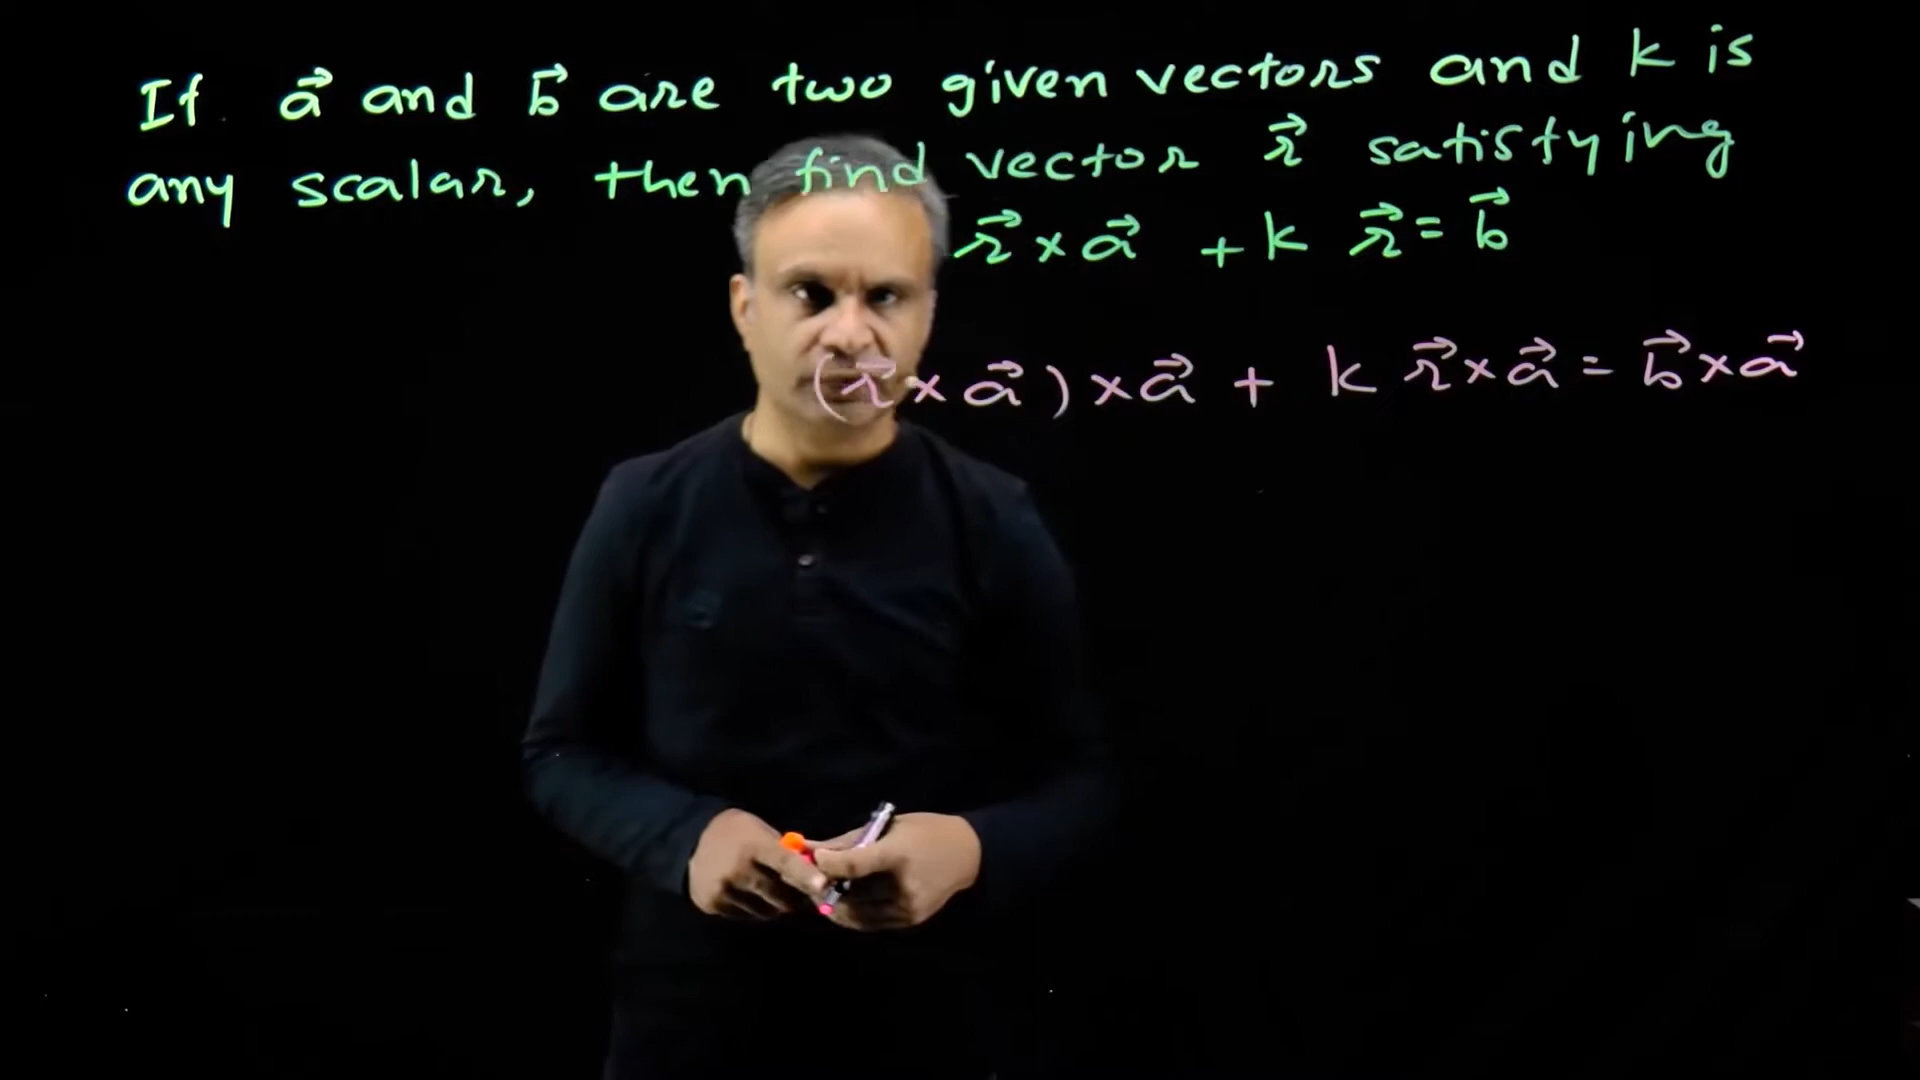 If a⃗ and b⃗ are two given vectors and k is
any scalar, then find vector r⃗ satisfying
r⃗ × a⃗ + k r⃗ = b⃗
(r⃗ × a⃗) × a⃗ + k r⃗ × a⃗ = b⃗ × a⃗